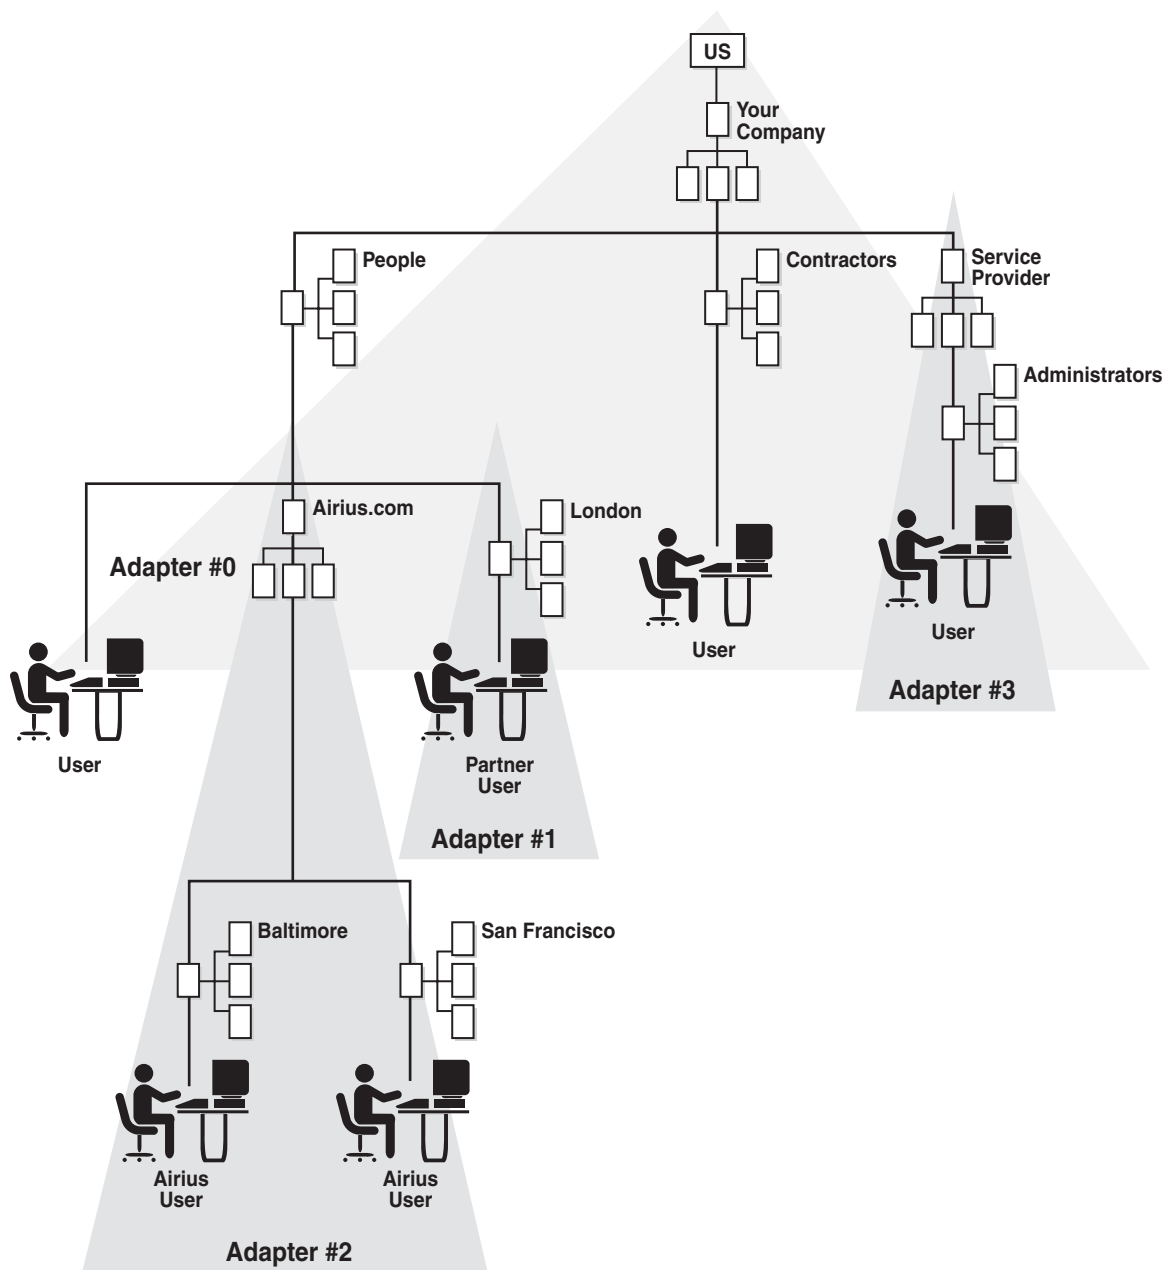 US
Your
Company
People
Contractors
Service
Provider
Administrators
Airius.com
London
Adapter #0
User
User
User
Adapter #3
Partner
User
Adapter #1
Baltimore
San Francisco
Airius
User
Airius
User
Adapter #2